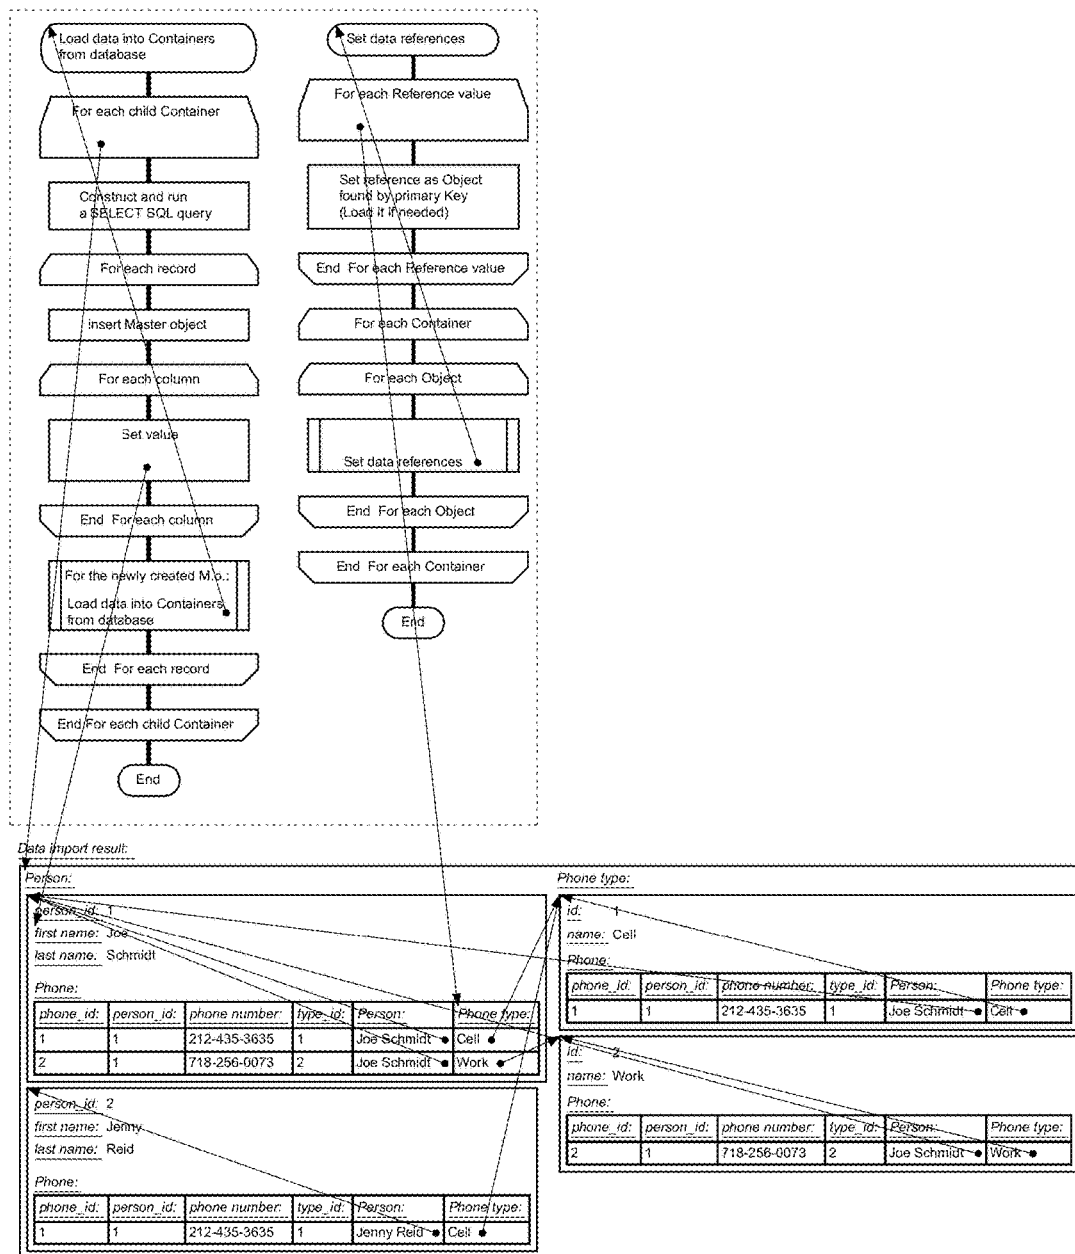 Load data into Containers
from database
For each child Container
Construct and run
a SELECT SQL query
For each record
Insert Master object
For each column
Set value
End For each column
For the newly created M.o.:
Load data into Containers
from database
End For each record
End For each child Container
End
Set data references
For each Reference value
Set reference as Object
found by primary Key
(Load it if needed)
End For each Reference value
For each Container
For each Object
Set data references
End For each Object
End For each Container
End
Data import result:
Person:
person_id: 1
first name: Joe
last name: Schmidt
Phone:
phone_id: person_id: phone number: type_id: Person: Phone type:
1 1 212-435-3635 1 Joe Schmidt Cell
2 1 718-256-0073 2 Joe Schmidt Work
person_id: 2
first name: Jenny
last name: Reid
Phone:
phone_id: person_id: phone number: type_id: Person: Phone type:
1 1 212-435-3635 1 Jenny Reid Cell
Phone type:
id: 1
name: Cell
Phone:
phone_id: person_id: phone number: type_id: Person: Phone type:
1 1 212-435-3635 1 Joe Schmidt Cell
id: 2
name: Work
Phone:
phone_id: person_id: phone number: type_id: Person: Phone type:
2 1 718-256-0073 2 Joe Schmidt Work